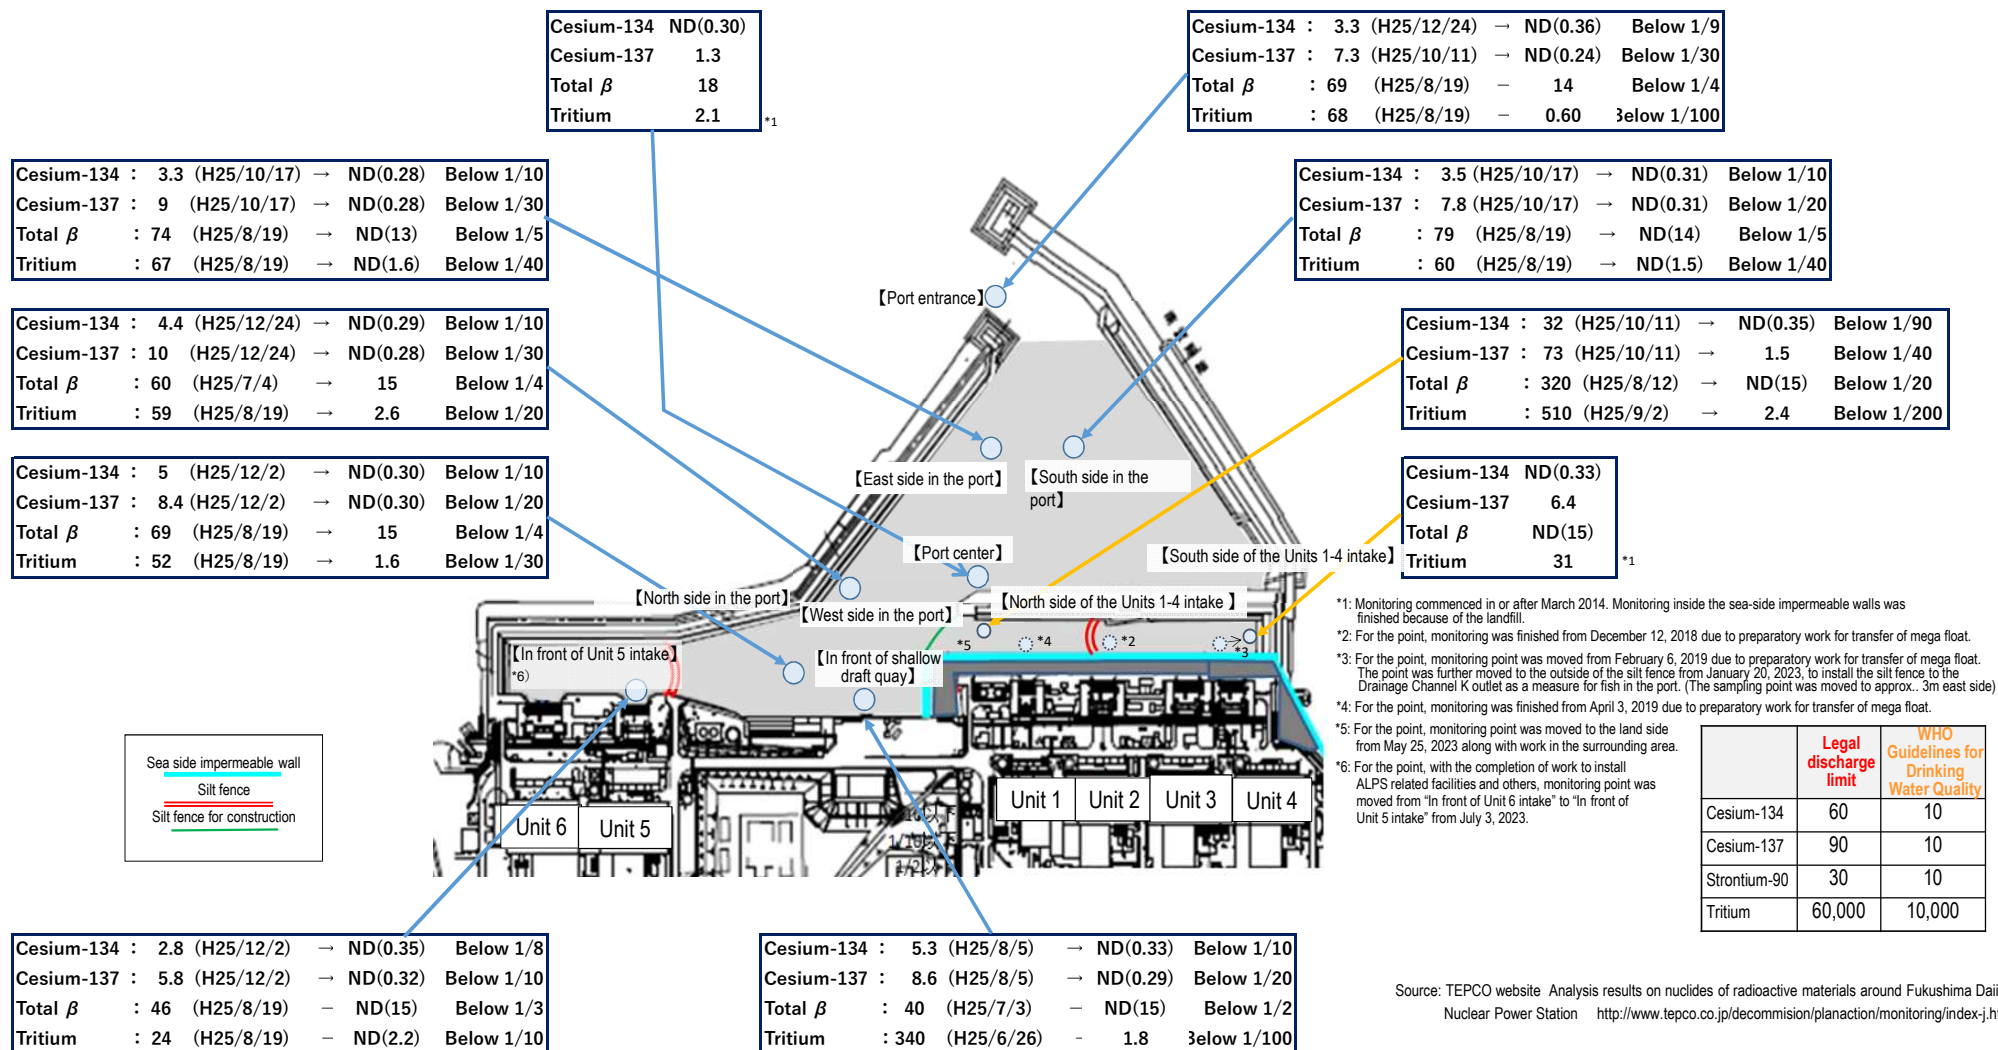 Cesium-134 ND(0.30)
Cesium-137 1.3
Total β 18
Tritium 2.1
*1
Cesium-134 : 3.3 (H25/12/24) → ND(0.36) Below 1/9
Cesium-137 : 7.3 (H25/10/11) → ND(0.24) Below 1/30
Total β : 69 (H25/8/19) − 14 Below 1/4
Tritium : 68 (H25/8/19) − 0.60 Below 1/100
Cesium-134 : 3.3 (H25/10/17) → ND(0.28) Below 1/10
Cesium-137 : 9 (H25/10/17) → ND(0.28) Below 1/30
Total β : 74 (H25/8/19) → ND(13) Below 1/5
Tritium : 67 (H25/8/19) → ND(1.6) Below 1/40
Cesium-134 : 3.5 (H25/10/17) → ND(0.31) Below 1/10
Cesium-137 : 7.8 (H25/10/17) → ND(0.31) Below 1/20
Total β : 79 (H25/8/19) → ND(14) Below 1/5
Tritium : 60 (H25/8/19) → ND(1.5) Below 1/40
Cesium-134 : 4.4 (H25/12/24) → ND(0.29) Below 1/10
Cesium-137 : 10 (H25/12/24) → ND(0.28) Below 1/30
Total β : 60 (H25/7/4) → 15 Below 1/4
Tritium : 59 (H25/8/19) → 2.6 Below 1/20
Cesium-134 : 32 (H25/10/11) → ND(0.35) Below 1/90
Cesium-137 : 73 (H25/10/11) → 1.5 Below 1/40
Total β : 320 (H25/8/12) → ND(15) Below 1/20
Tritium : 510 (H25/9/2) → 2.4 Below 1/200
Cesium-134 : 5 (H25/12/2) → ND(0.30) Below 1/10
Cesium-137 : 8.4 (H25/12/2) → ND(0.30) Below 1/20
Total β : 69 (H25/8/19) → 15 Below 1/4
Tritium : 52 (H25/8/19) → 1.6 Below 1/30
Cesium-134 ND(0.33)
Cesium-137 6.4
Total β ND(15)
Tritium 31
*1
【Port entrance】
【East side in the port】
【South side in the
port】
【Port center】
【South side of the Units 1-4 intake】
【North side in the port】
【West side in the port】
【North side of the Units 1-4 intake 】
*5
*4
*2
*3
【In front of Unit 5 intake】
*6)
【In front of shallow
draft quay】
*1: Monitoring commenced in or after March 2014. Monitoring inside the sea-side impermeable walls was
finished because of the landfill.
*2: For the point, monitoring was finished from December 12, 2018 due to preparatory work for transfer of mega float.
*3: For the point, monitoring point was moved from February 6, 2019 due to preparatory work for transfer of mega float.
The point was further moved to the outside of the silt fence from January 20, 2023, to install the silt fence to the
Drainage Channel K outlet as a measure for fish in the port. (The sampling point was moved to approx.. 3m east side)
*4: For the point, monitoring was finished from April 3, 2019 due to preparatory work for transfer of mega float.
*5: For the point, monitoring point was moved to the land side
from May 25, 2023 along with work in the surrounding area.
*6: For the point, with the completion of work to install
ALPS related facilities and others, monitoring point was
moved from “In front of Unit 6 intake” to “In front of
Unit 5 intake” from July 3, 2023.
Sea side impermeable wall
Silt fence
Silt fence for construction
Unit 6
Unit 5
Unit 1
Unit 2
Unit 3
Unit 4
Legal discharge limit
WHO Guidelines for Drinking Water Quality
Cesium-134 60 10
Cesium-137 90 10
Strontium-90 30 10
Tritium 60,000 10,000
Cesium-134 : 2.8 (H25/12/2) → ND(0.35) Below 1/8
Cesium-137 : 5.8 (H25/12/2) → ND(0.32) Below 1/10
Total β : 46 (H25/8/19) − ND(15) Below 1/3
Tritium : 24 (H25/8/19) − ND(2.2) Below 1/10
Cesium-134 : 5.3 (H25/8/5) → ND(0.33) Below 1/10
Cesium-137 : 8.6 (H25/8/5) → ND(0.29) Below 1/20
Total β : 40 (H25/7/3) − ND(15) Below 1/2
Tritium : 340 (H25/6/26) - 1.8 Below 1/100
Source: TEPCO website Analysis results on nuclides of radioactive materials around Fukushima Daii
Nuclear Power Station http://www.tepco.co.jp/decommision/planaction/monitoring/index-j.h